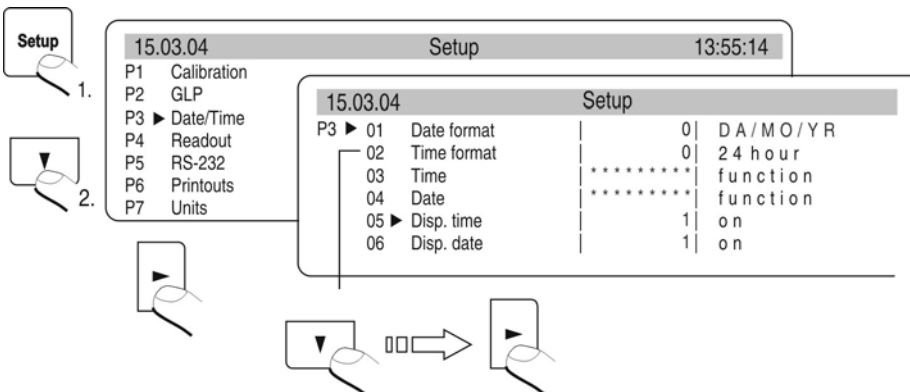 Setup
1.
2.
15.03.04 Setup 13:55:14
P1 Calibration
P2 GLP
P3 ► Date/Time
P4 Readout
P5 RS-232
P6 Printouts
P7 Units
15.03.04 Setup
P3 ► 01 Date format | 0| DA/MO/YR
02 Time format | 0| 24 hour
03 Time |*********| function
04 Date |*********| function
05 ► Disp. time | 1| on
06 Disp. date | 1| on